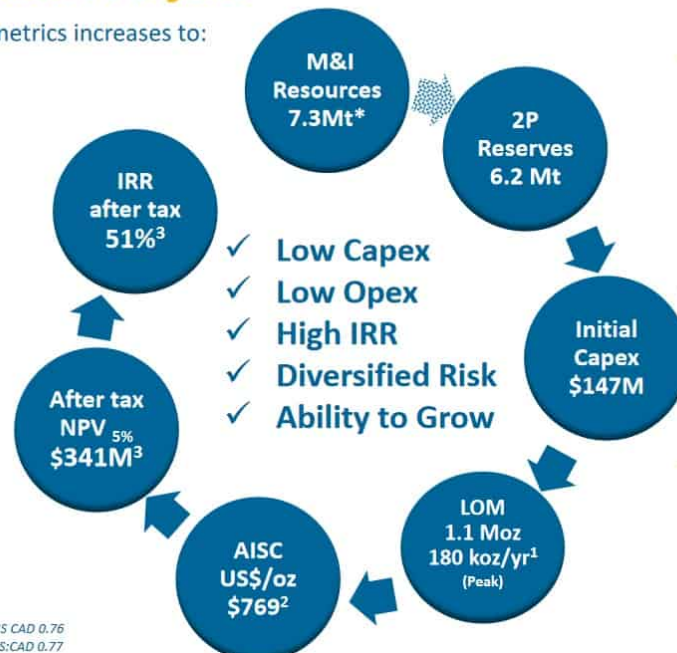 metrics increases to:
M&I
Resources
7.3Mt*
2P
Reserves
6.2 Mt
Initial
Capex
$147M
LOM
1.1 Moz
180 koz/yr¹
(Peak)
AISC
US$/oz
$769²
After tax
NPV 5%
$341M³
IRR
after tax
51%³
✓ Low Capex
✓ Low Opex
✓ High IRR
✓ Diversified Risk
✓ Ability to Grow
CAD 0.76
S:CAD 0.77